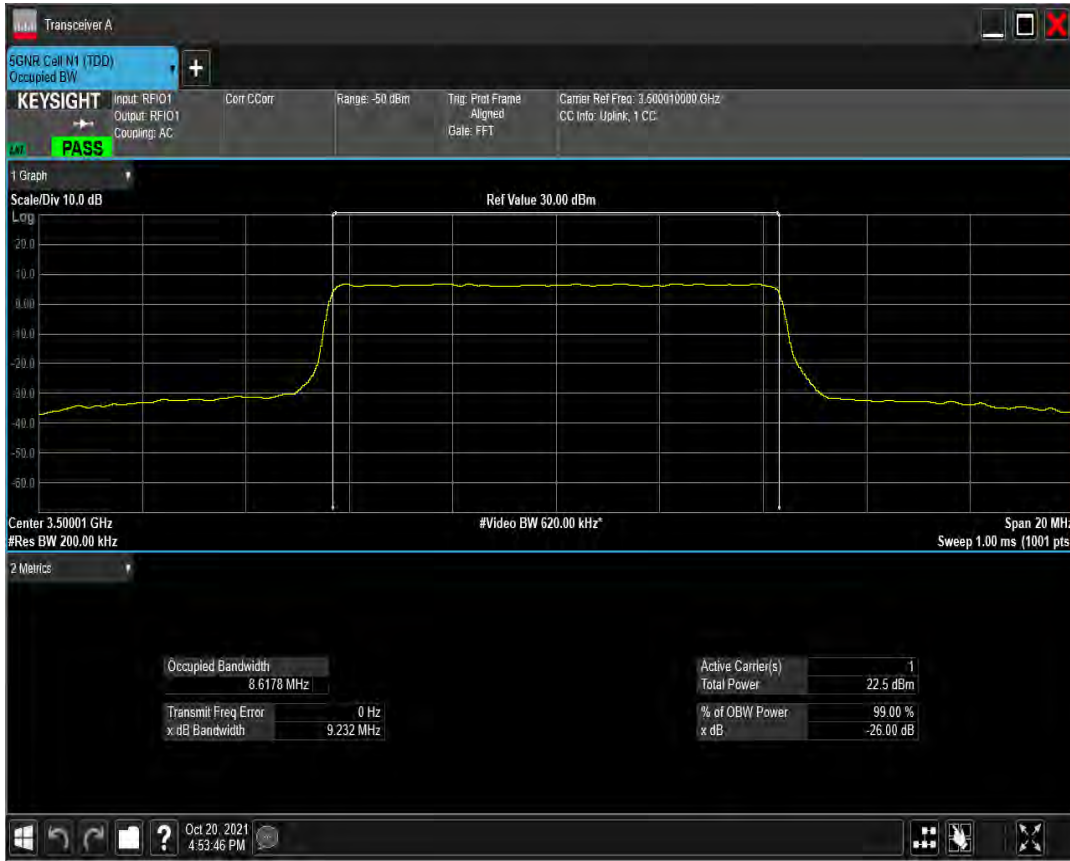 Transceiver A
5GNR Cell N1 (TDD)
Occupied BW
+
KEYSIGHT
Input: RFIO1
Output: RFIO1
Coupling: AC
Corr CCorr
Range: -50 dBm
Trig: Prot Frame
Aligned
Gate: FFT
Carrier Ref Freq: 3.500010000 GHz
CC Info: Uplink, 1 CC
PASS
1 Graph
Scale/Div 10.0 dB
Ref Value 30.00 dBm
Log
20.0
10.0
0.00
-10.0
-20.0
-30.0
-40.0
-50.0
-60.0
Center 3.50001 GHz
#Video BW 620.00 kHz*
Span 20 MHz
#Res BW 200.00 kHz
Sweep 1.00 ms (1001 pts
2 Metrics
Occupied Bandwidth
8.6178 MHz
Transmit Freq Error 0 Hz
x dB Bandwidth 9.232 MHz
Active Carrier(s) 1
Total Power 22.5 dBm
% of OBW Power 99.00 %
x dB -26.00 dB
?
Oct 20, 2021
4:53:46 PM